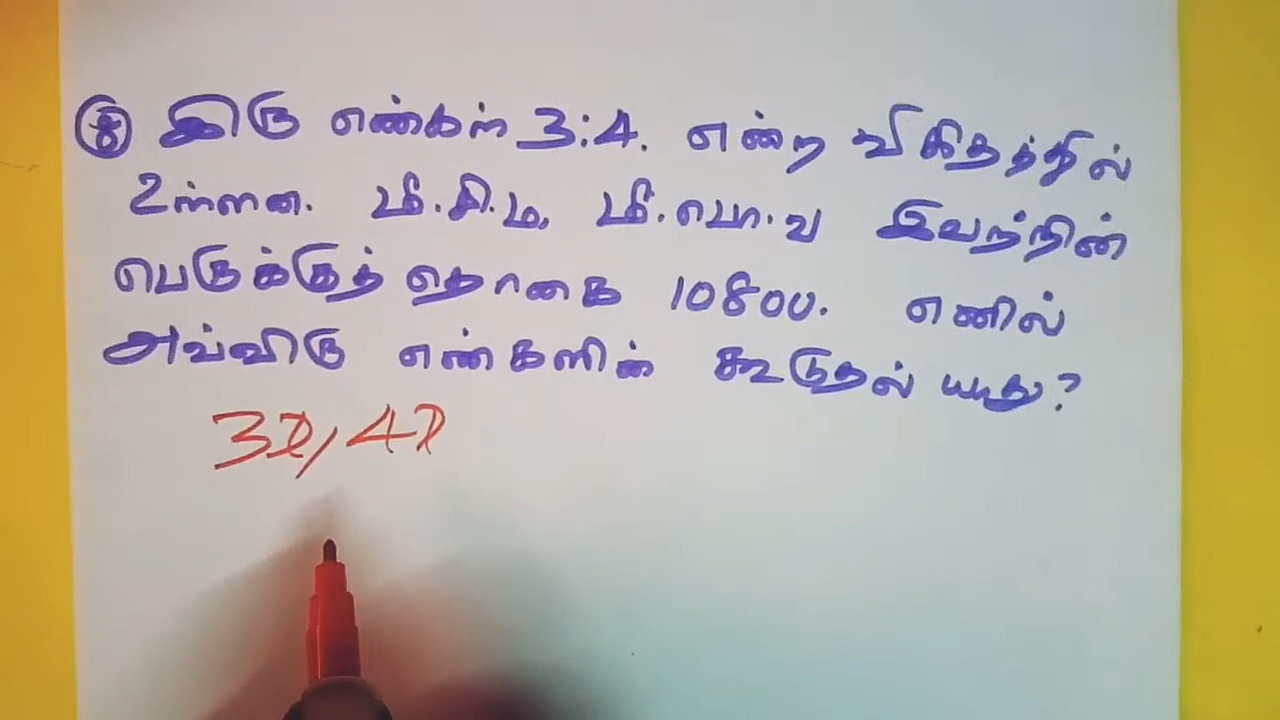 8 இரு எண்கள் 3:4. என்ற விகிதத்தில்
உள்ளன. மீ.சி.ம, மீ.பொ.வ இவற்றின்
பெருக்குத் தொகை 10800. எனில்
அவ்விரு எண்களின் கூடுதல் யாது?
3x, 4x